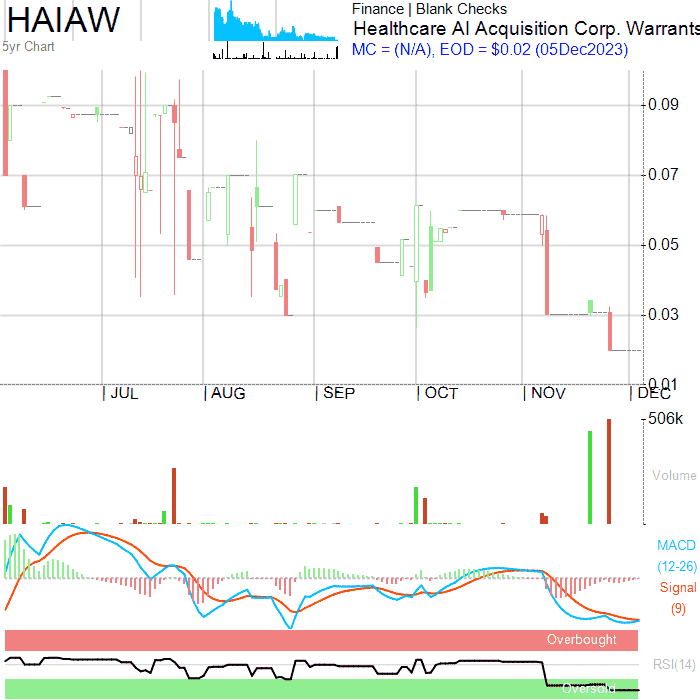 HAIAW
5yr Chart
Finance | Blank Checks
Healthcare AI Acquisition Corp. Warrants
MC = (N/A), EOD = $0.02 (05Dec2023)
0.09
0.07
0.05
0.03
0.01
| JUL | AUG | SEP | OCT | NOV | DEC
506k
Volume
MACD
(12-26)
Signal
(9)
Overbought
RSI(14)
Oversold